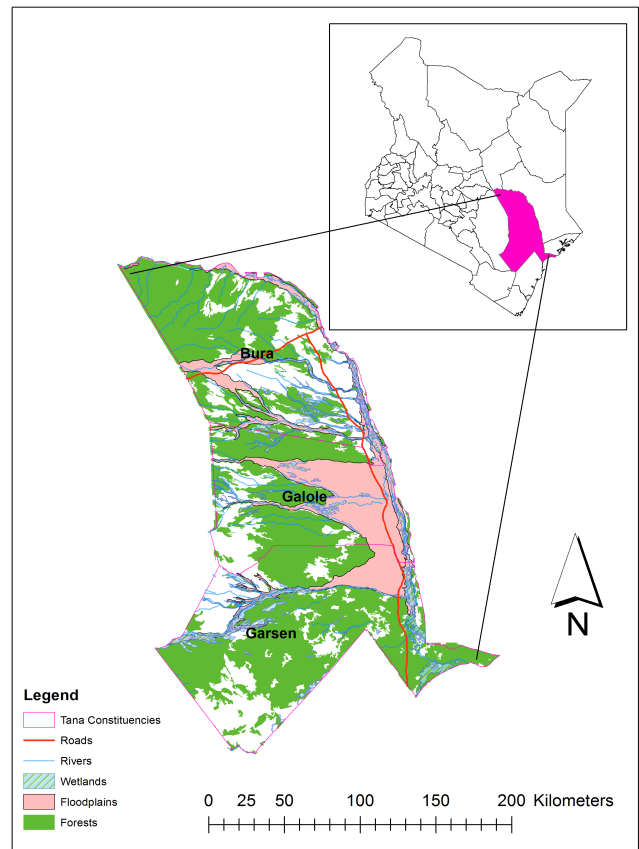 Bura
Galole
Garsen
N
Legend
Tana Constituencies
Roads
Rivers
Wetlands
Floodplains
Forests
0 25 50 100 150 200 Kilometers